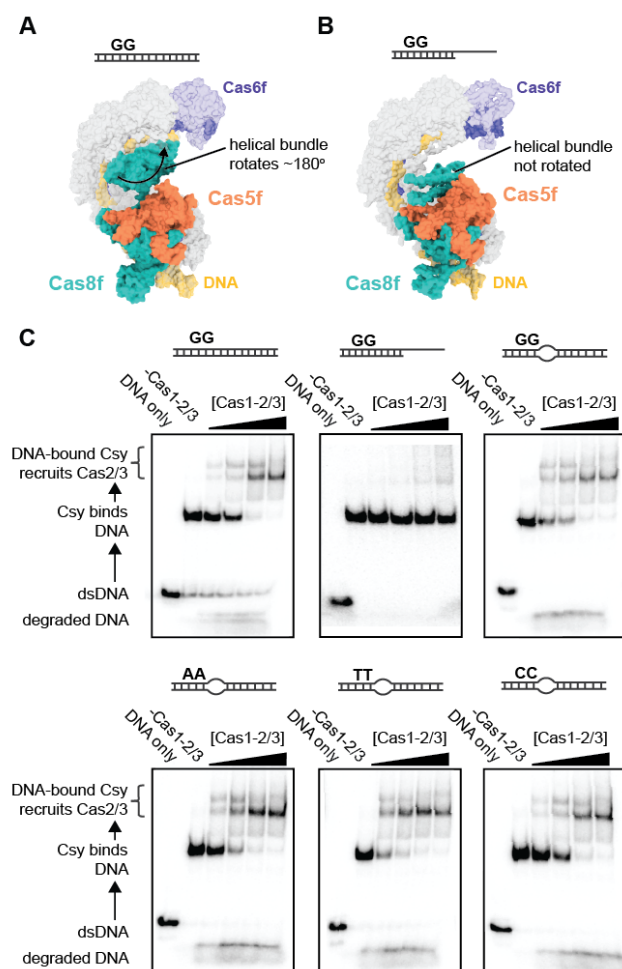 A
GG
Cas6f
helical bundle
rotates ~180°
Cas5f
Cas8f
DNA
B
GG
Cas6f
helical bundle
not rotated
Cas5f
Cas8f
DNA
C
GG
DNA only
-Cas1-2/3
[Cas1-2/3]
GG
DNA only
-Cas1-2/3
[Cas1-2/3]
GG
DNA only
-Cas1-2/3
[Cas1-2/3]
DNA-bound Csy
recruits Cas2/3
Csy binds
DNA
dsDNA
degraded DNA
AA
DNA only
-Cas1-2/3
[Cas1-2/3]
TT
DNA only
-Cas1-2/3
[Cas1-2/3]
CC
DNA only
-Cas1-2/3
[Cas1-2/3]
DNA-bound Csy
recruits Cas2/3
Csy binds
DNA
dsDNA
degraded DNA